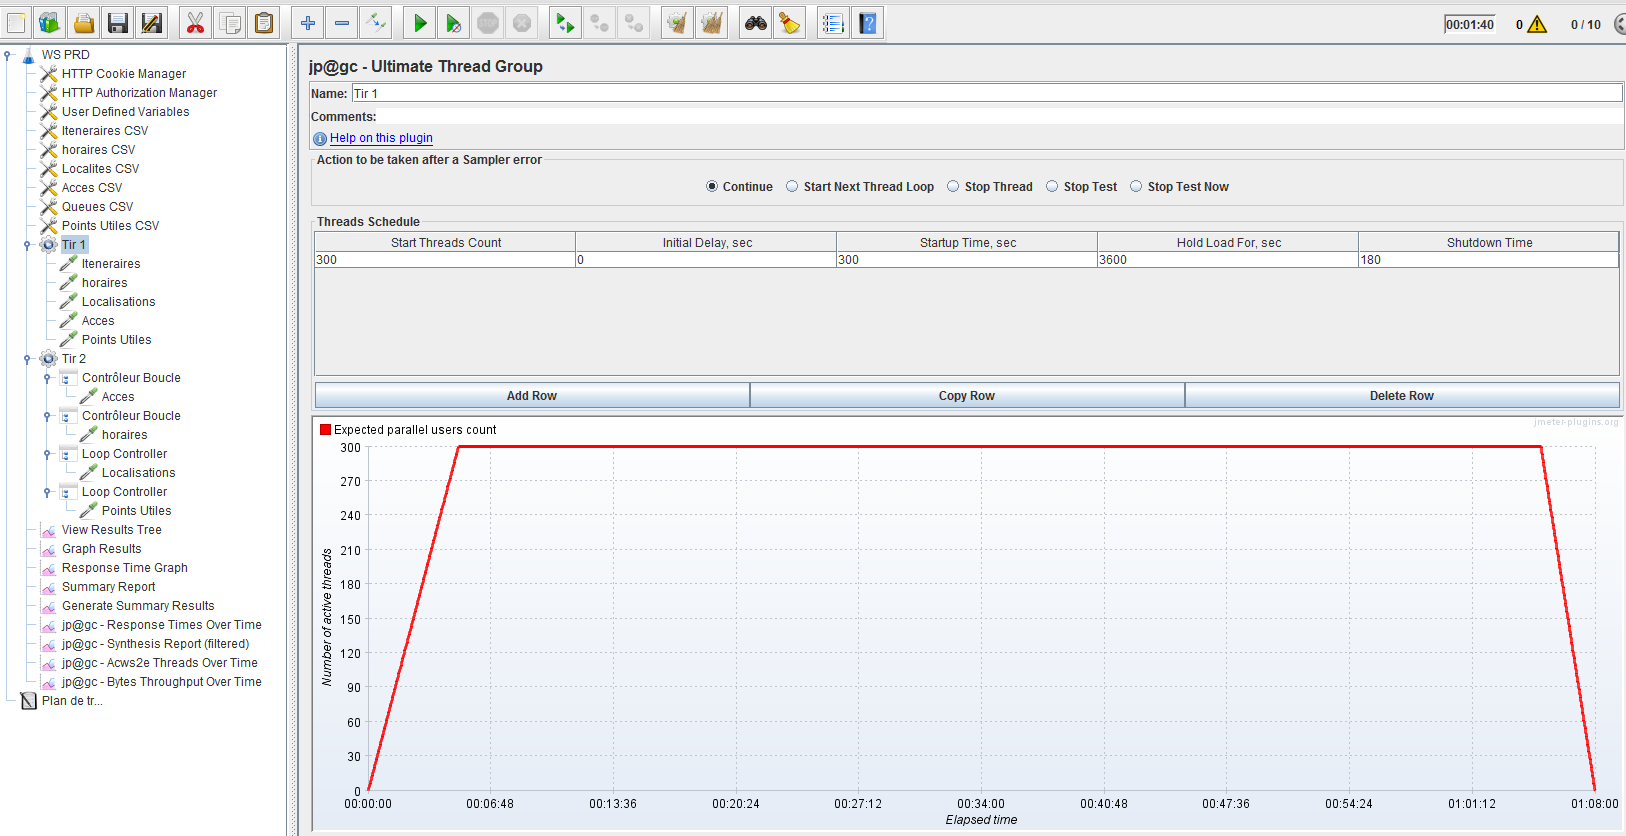 00:01:40 0 0 / 10
WS PRD
HTTP Cookie Manager
HTTP Authorization Manager
User Defined Variables
Iteneraires CSV
horaires CSV
Localites CSV
Acces CSV
Queues CSV
Points Utiles CSV
Tir 1
Iteneraires
horaires
Localisations
Acces
Points Utiles
Tir 2
Contrôleur Boucle
Acces
Contrôleur Boucle
horaires
Loop Controller
Localisations
Loop Controller
Points Utiles
View Results Tree
Graph Results
Response Time Graph
Summary Report
Generate Summary Results
jp@gc - Response Times Over Time
jp@gc - Synthesis Report (filtered)
jp@gc - Acws2e Threads Over Time
jp@gc - Bytes Throughput Over Time
Plan de tr...
jp@gc - Ultimate Thread Group
Name: Tir 1
Comments:
Help on this plugin
Action to be taken after a Sampler error
Continue Start Next Thread Loop Stop Thread Stop Test Stop Test Now
Threads Schedule
Start Threads Count Initial Delay, sec Startup Time, sec Hold Load For, sec Shutdown Time
300 0 300 3600 180
Add Row Copy Row Delete Row
Expected parallel users count
jmeter-plugins.org
300
270
240
210
180
150
120
90
60
30
0
Number of active threads
00:00:00 00:06:48 00:13:36 00:20:24 00:27:12 00:34:00 00:40:48 00:47:36 00:54:24 01:01:12 01:08:00
Elapsed time